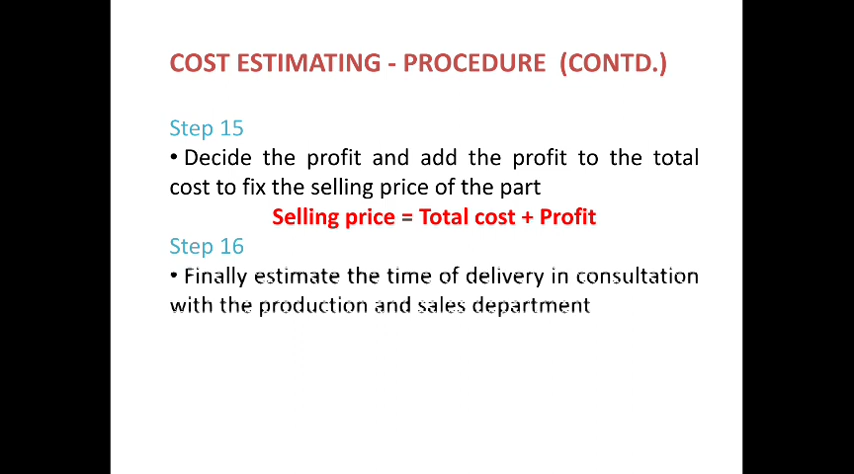 COST ESTIMATING - PROCEDURE (CONTD.)
Step 15
• Decide the profit and add the profit to the total
cost to fix the selling price of the part
Selling price = Total cost + Profit
Step 16
• Finally estimate the time of delivery in consultation
with the production and sales department